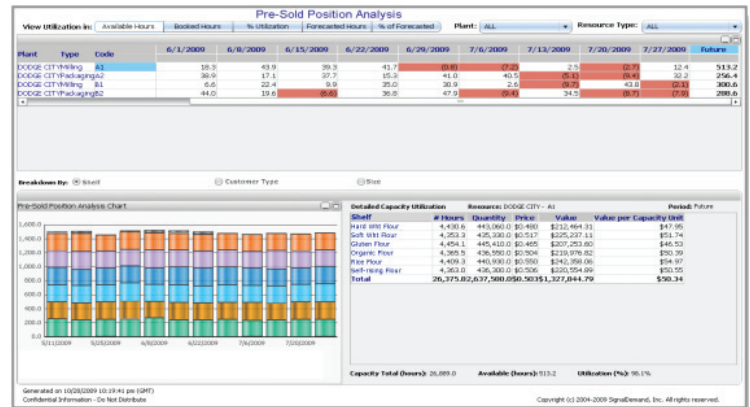 Pre-Sold Position Analysis
View Utilization in: Available Hours Booked Hours % Utilization Forecasted Hours % of Forecasted Plant: ALL Resource Type: ALL
Plant Type Code 6/1/2009 6/8/2009 6/15/2009 6/22/2009 6/29/2009 7/6/2009 7/13/2009 7/20/2009 7/27/2009 Future
DODGE CITY Milling A1 18.3 43.9 39.3 41.7 (0.8) (7.2) 2.5 (2.7) 12.4 513.2
DODGE CITY Packaging A2 38.9 17.1 37.7 15.3 41.0 40.5 (5.1) (9.4) 32.2 256.4
DODGE CITY Milling B1 6.6 22.4 9.9 35.0 30.9 2.6 (9.7) 43.8 (2.1) 300.6
DODGE CITY Packaging B2 44.0 19.6 (6.6) 36.8 47.9 (9.4) 34.5 (8.7) (7.9) 288.6
Breakdown By: Shelf Customer Type Size
Pre-Sold Position Analysis Chart
1,600.0
1,400.0
1,200.0
1,000.0
800.0
600.0
400.0
200.0
0.0
5/11/2009 5/25/2009 6/8/2009 6/22/2009 7/6/2009 7/20/2009
Detailed Capacity Utilization Resource: DODGE CITY - A1 Period: Future
Shelf # Hours Quantity Price Value Value per Capacity Unit
Hard Wht Flour 4,430.6 443,060.0 $0.480 $212,464.31 $47.95
Soft Wht Flour 4,353.3 435,330.0 $0.517 $225,237.11 $51.74
Gluten Flour 4,454.1 445,410.0 $0.465 $207,253.60 $46.53
Organic Flour 4,365.5 436,550.0 $0.504 $219,976.82 $50.39
Rice Flour 4,409.3 440,930.0 $0.550 $242,358.06 $54.97
Self-rising Flour 4,363.0 436,300.0 $0.506 $220,554.89 $50.55
Total 26,375.8 2,637,580.0 $0.503 $1,327,844.79 $50.34
Capacity Total (hours): 26,889.0 Available (hours): 513.2 Utilization (%): 98.1%
Generated on 10/28/2009 10:19:41 pm (GMT)
Confidential Information - Do Not Distribute
Copyright (c) 2004-2009 SignalDemand, Inc. All rights reserved.